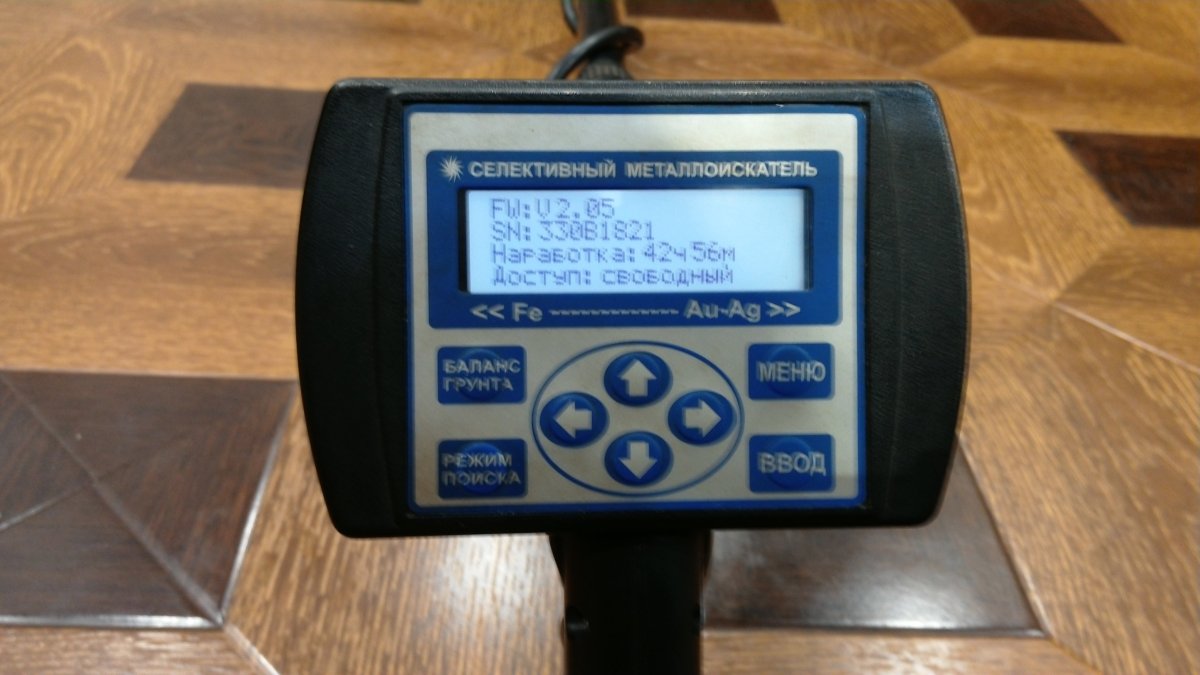 СЕЛЕКТИВНЫЙ МЕТАЛЛОИСКАТЕЛЬ
FW:V2.05
SN:330B1821
Наработка:42ч56м
Доступ: свободный
<< Fe ------------- Au-Ag >>
БАЛАНС
ГРУНТА
МЕНЮ
РЕЖИМ
ПОИСКА
ВВОД